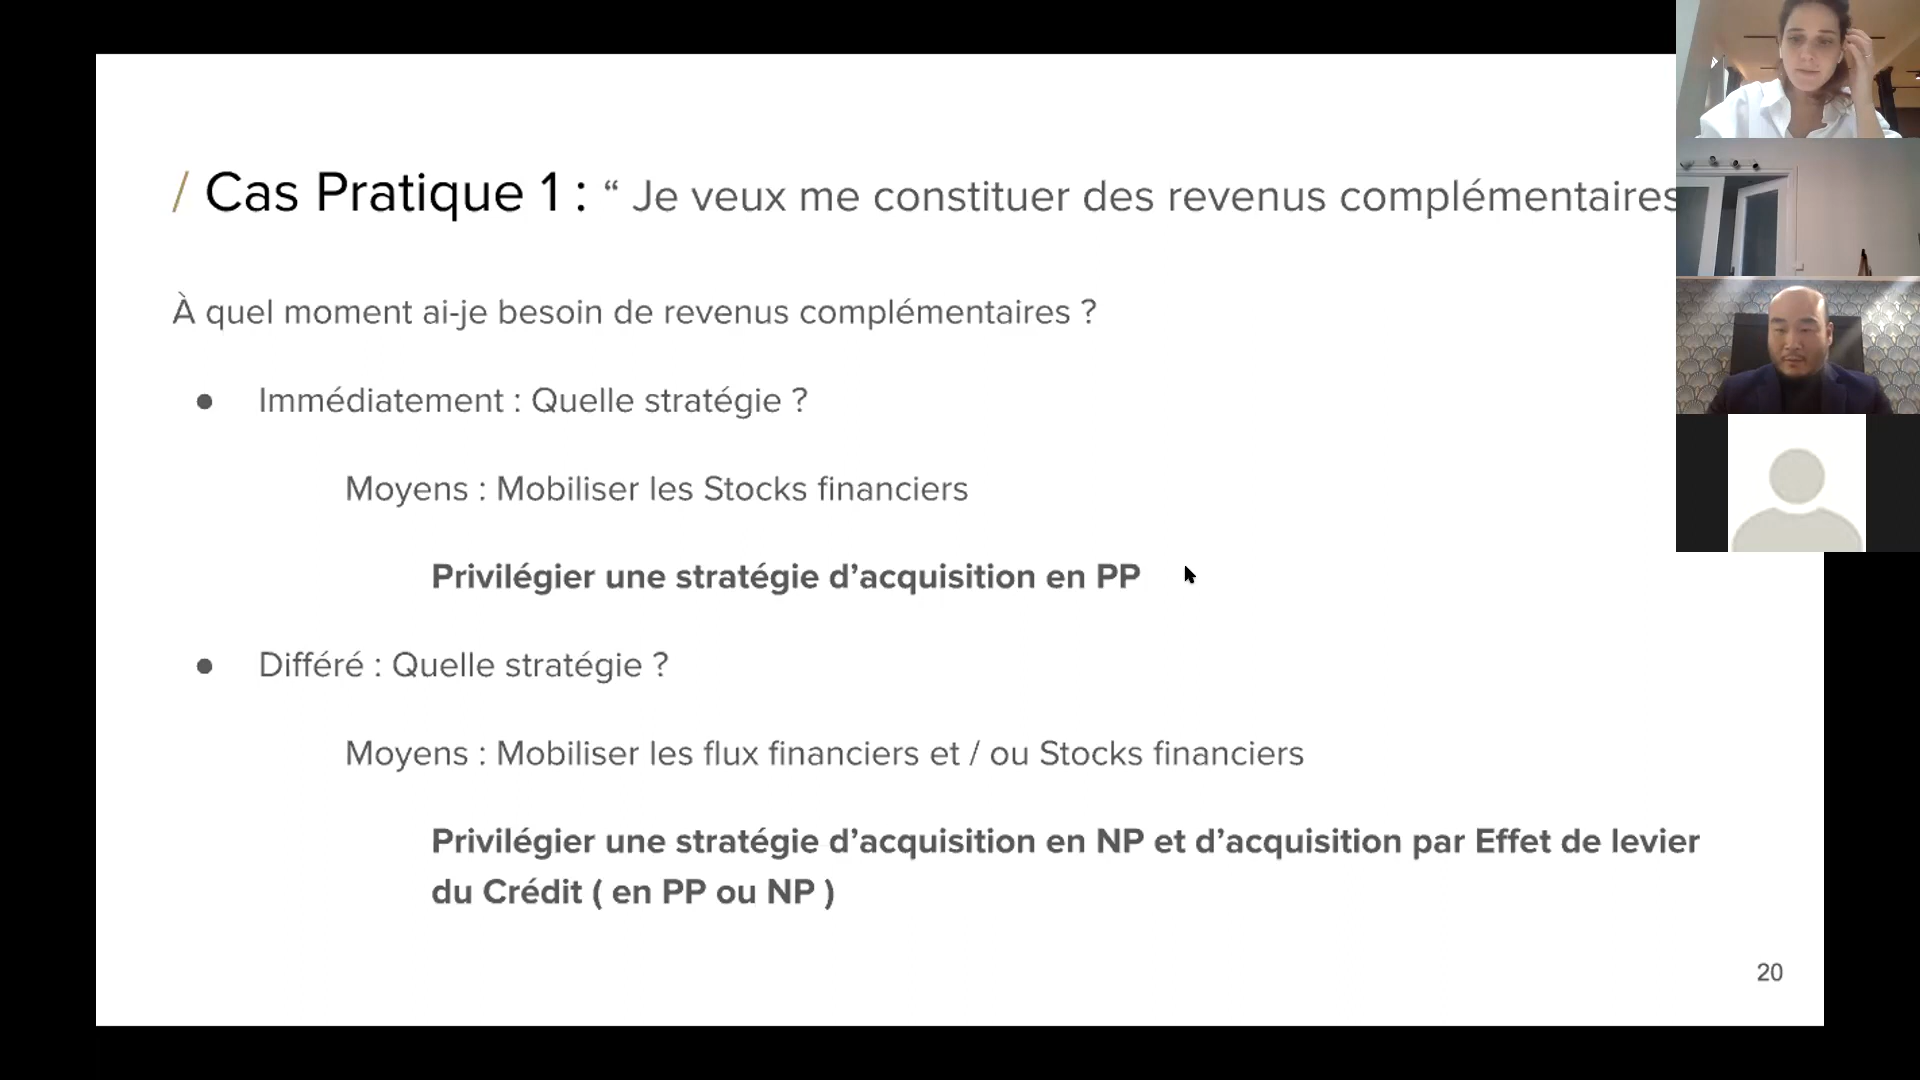 / Cas Pratique 1 : “ Je veux me constituer des revenus complémentaires
À quel moment ai-je besoin de revenus complémentaires ?
● Immédiatement : Quelle stratégie ?
Moyens : Mobiliser les Stocks financiers
Privilégier une stratégie d’acquisition en PP
● Différé : Quelle stratégie ?
Moyens : Mobiliser les flux financiers et / ou Stocks financiers
Privilégier une stratégie d’acquisition en NP et d’acquisition par Effet de levier
du Crédit ( en PP ou NP )
20